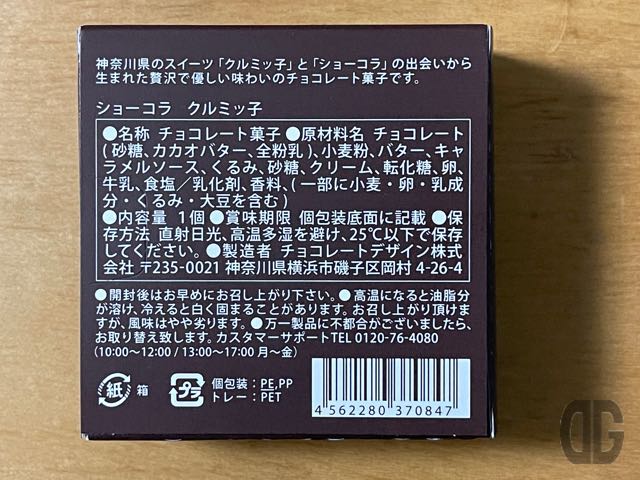 神奈川県のスイーツ「クルミッ子」と「ショーコラ」の出会いから
生まれた贅沢で優しい味わいのチョコレート菓子です。
ショーコラ　クルミッ子
●名称 チョコレート菓子 ●原材料名 チョコレート
(砂糖、カカオバター、全粉乳)、小麦粉、バター、キャ
ラメルソース、くるみ、砂糖、クリーム、転化糖、卵、
牛乳、食塩／乳化剤、香料、(一部に小麦・卵・乳成
分・くるみ・大豆を含む)
●内容量 1個 ●賞味期限 個包装底面に記載 ●保
存方法 直射日光、高温多湿を避け、25℃以下で保存
してください。●製造者 チョコレートデザイン株式
会社 〒235-0021 神奈川県横浜市磯子区岡村 4-26-4
●開封後はお早めにお召し上がり下さい。●高温になると油脂分
が溶け、冷えると白く固まることがあります。お召し上がり頂けま
すが、風味はやや劣ります。●万一製品に不都合がございましたら、
お取り替え致します。カスタマーサポートTEL 0120-76-4080
(10:00〜12:00 / 13:00〜17:00 月〜金)
紙 箱
プラ 個包装：PE,PP
トレー：PET
4 562280 370847
DG